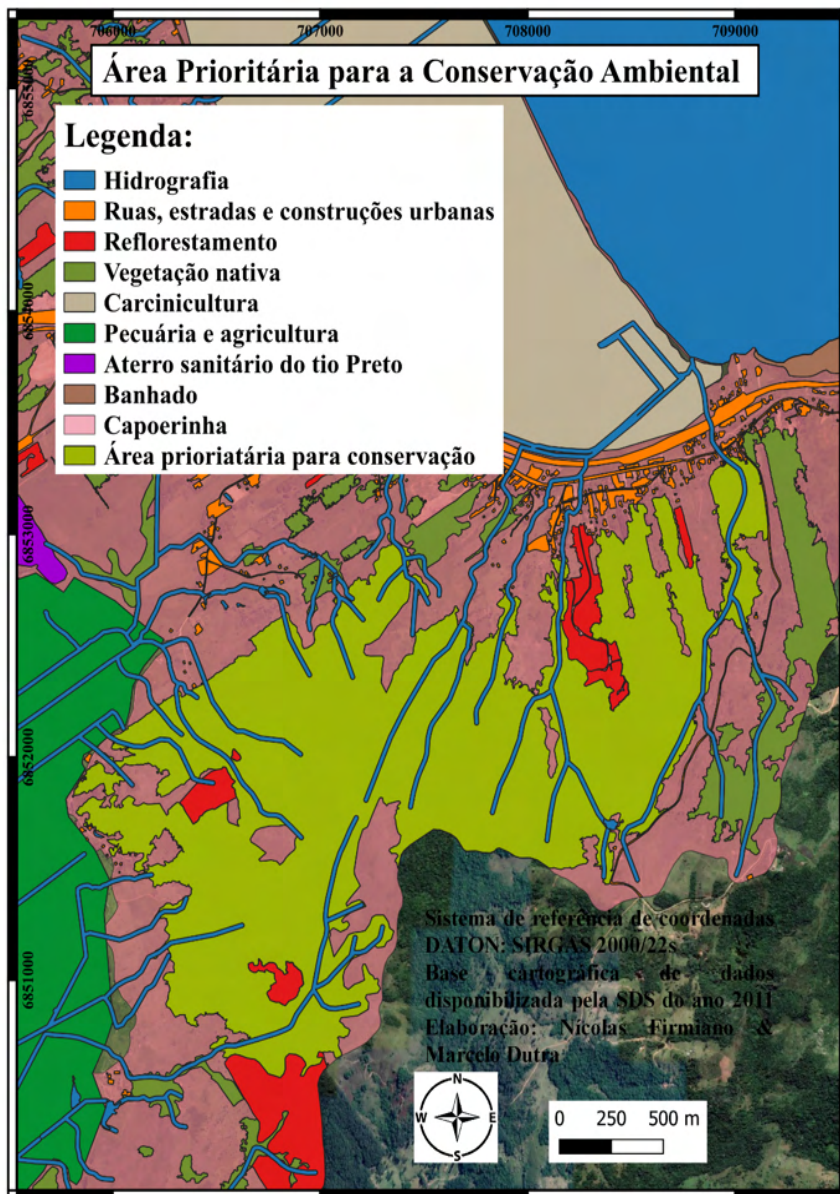 706000 707000 708000 709000
Área Prioritária para a Conservação Ambiental
6855000
Legenda:
Hidrografia
Ruas, estradas e construções urbanas
Reflorestamento
Vegetação nativa
Carcinicultura
Pecuária e agricultura
Aterro sanitário do tio Preto
Banhado
Capoerinha
Área prioriatária para conservação
6854000
6853000
6852000
6851000
Sistema de referência de coordenadas
DATON: SIRGAS 2000/22s
Base cartográfica de dados
disponibilizada pela SDS do ano 2011
Elaboração: Nícolas Firmiano &
Marcelo Dutra
N
W E
S
0 250 500 m